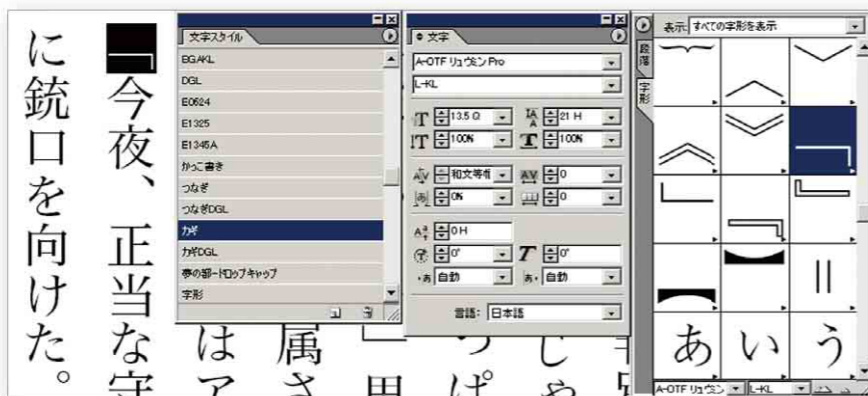 ﹁今夜、正当な守
に銃口を向けた。
はア
属さ
﹁男
っぱ
じゃ
文字スタイル
EGAKL
DGL
E0624
E1325
E1345A
かっこ書き
つなぎ
つなぎDGL
カギ
カギDGL
夢の部-ドロップキャップ
字形
文字
A-OTF リュウミン Pro
L-KL
13.5 Q
21 H
100%
100%
和文等幅
0
0%
0
0H
0°
0°
自動
自動
言語: 日本語
段落
字形
表示: すべての字形を表示
あ い う
A-OTF リュウミン
L-KL